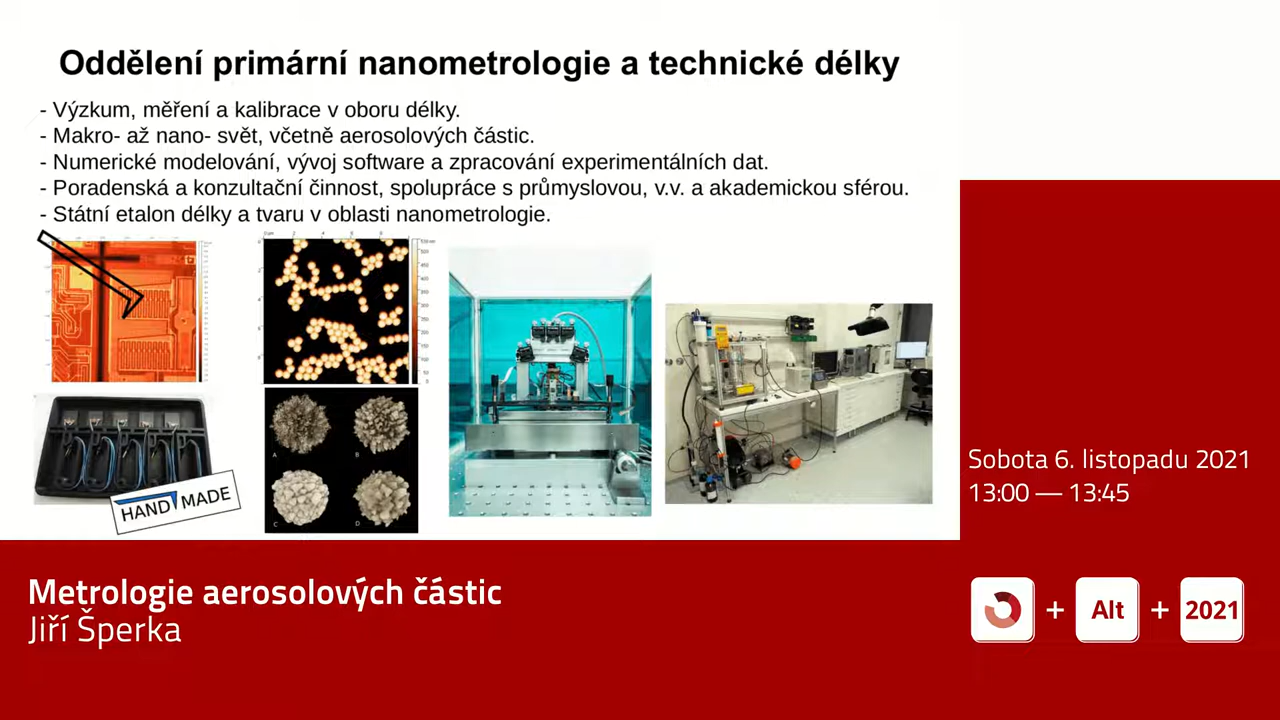 Oddělení primární nanometrologie a technické délky
- Výzkum, měření a kalibrace v oboru délky.
- Makro- až nano- svět, včetně aerosolových částic.
- Numerické modelování, vývoj software a zpracování experimentálních dat.
- Poradenská a konzultační činnost, spolupráce s průmyslovou, v.v. a akademickou sférou.
- Státní etalon délky a tvaru v oblasti nanometrologie.
HAND MADE
A
B
C
D
Sobota 6. listopadu 2021
13:00 — 13:45
Metrologie aerosolových částic
Jiří Šperka
+ Alt + 2021